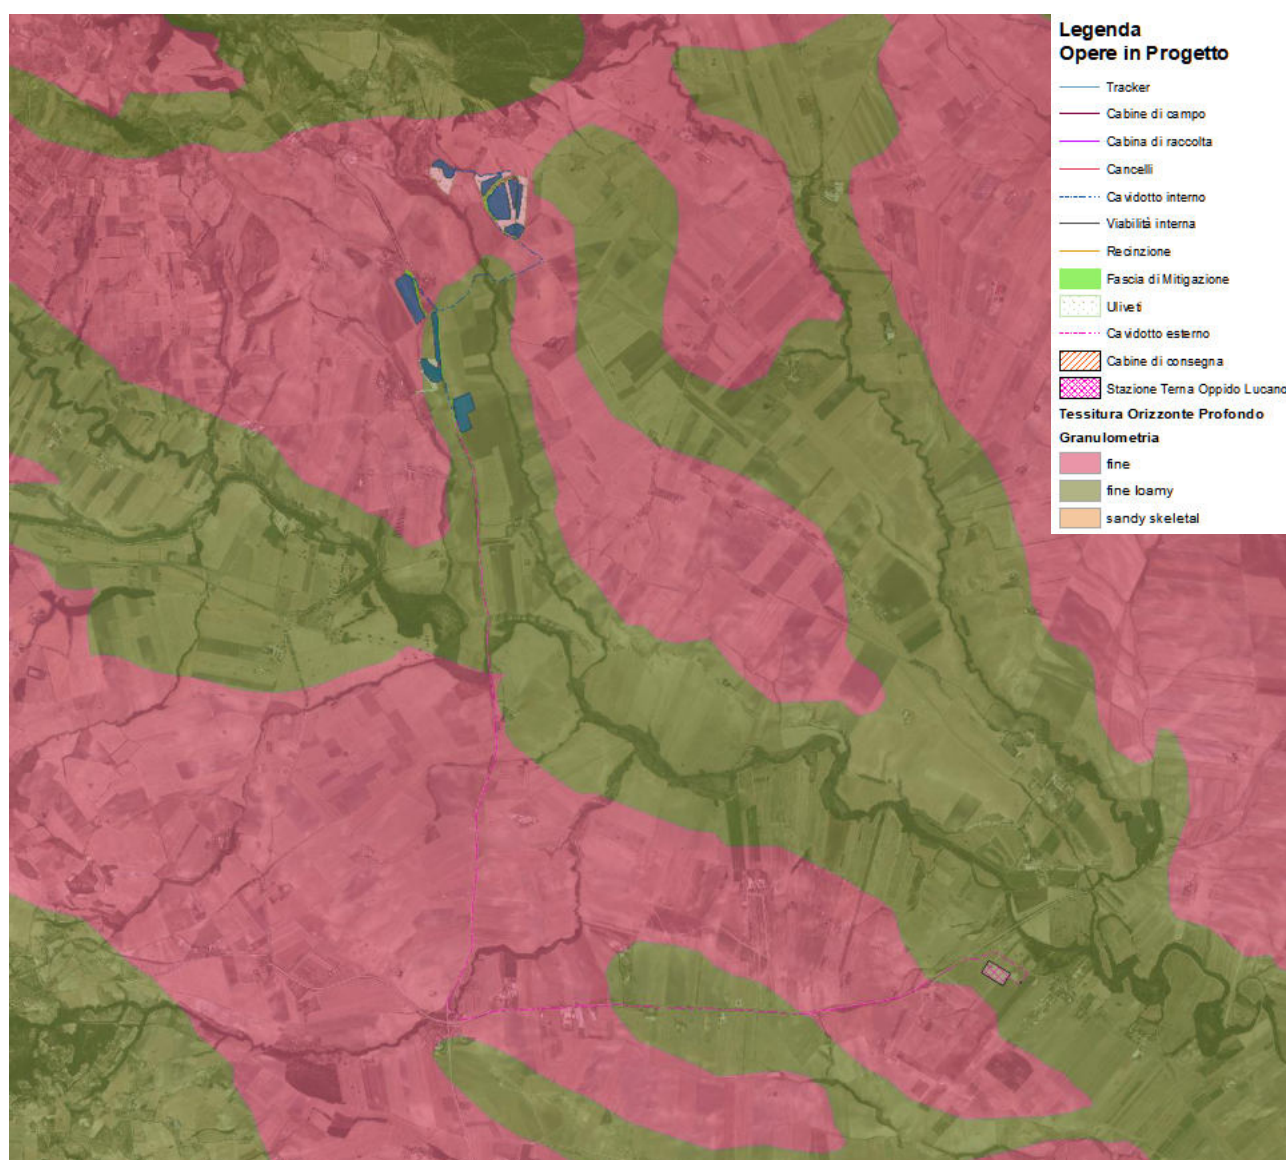 Legenda
Opere in Progetto
Tracker
Cabine di campo
Cabina di raccolta
Cancelli
Cavidotto interno
Viabilità interna
Recinzione
Fascia di Mitigazione
Uliveti
Cavidotto esterno
Cabine di consegna
Stazione Terna Oppido Lucano
Tessitura Orizzonte Profondo
Granulometria
fine
fine loamy
sandy skeletal